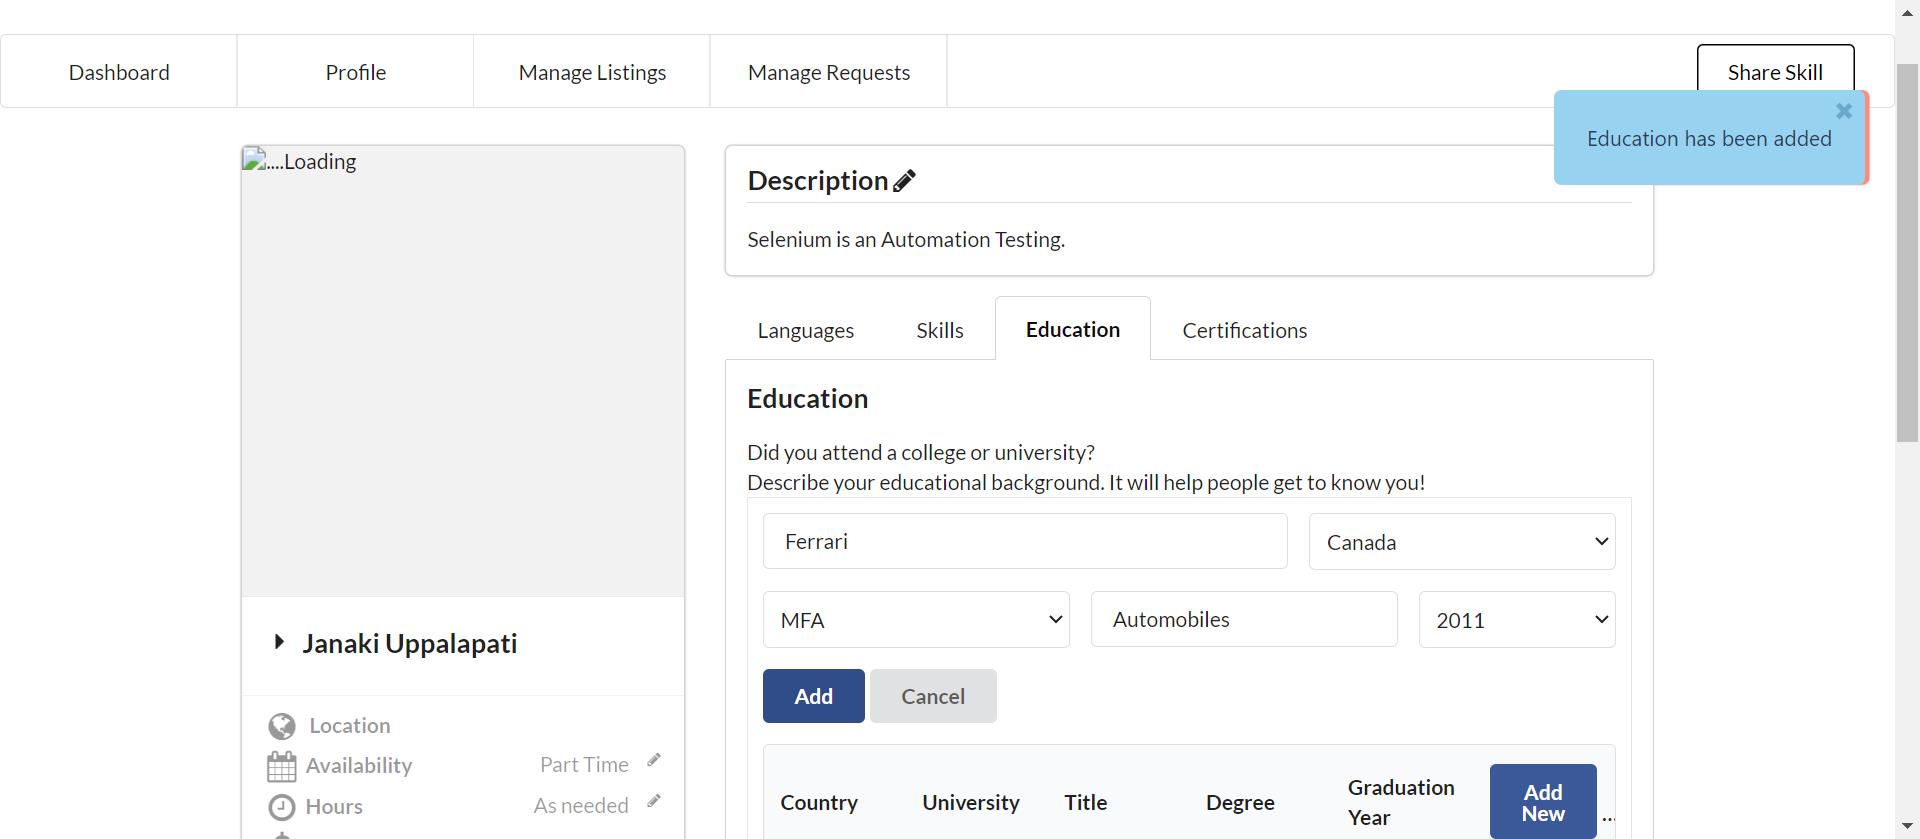 Dashboard
Profile
Manage Listings
Manage Requests
Share Skill
Education has been added
....Loading
Description
Selenium is an Automation Testing.
Languages
Skills
Education
Certifications
Education
Did you attend a college or university?
Describe your educational background. It will help people get to know you!
Ferrari
Canada
MFA
Automobiles
2011
Add
Cancel
Janaki Uppalapati
Location
Availability
Part Time
Hours
As needed
Country
University
Title
Degree
Graduation
Year
Add
New
...